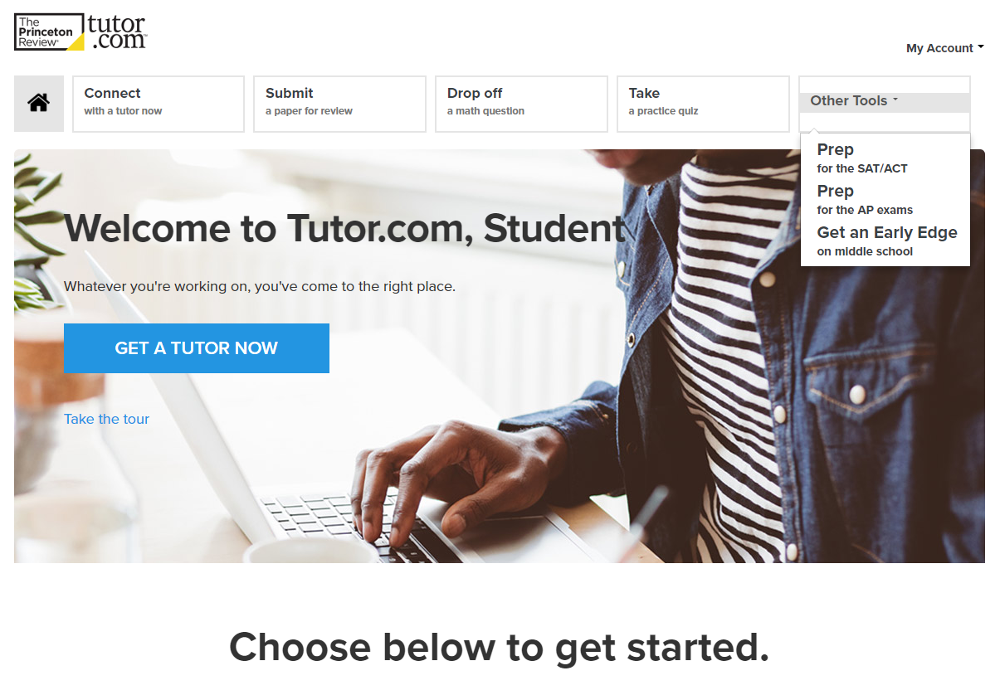 The
Princeton
Review®
tutor
.com™
My Account
Connect
with a tutor now
Submit
a paper for review
Drop off
a math question
Take
a practice quiz
Other Tools
Prep
for the SAT/ACT
Prep
for the AP exams
Get an Early Edge
on middle school
Welcome to Tutor.com, Student
Whatever you're working on, you've come to the right place.
GET A TUTOR NOW
Take the tour
Choose below to get started.